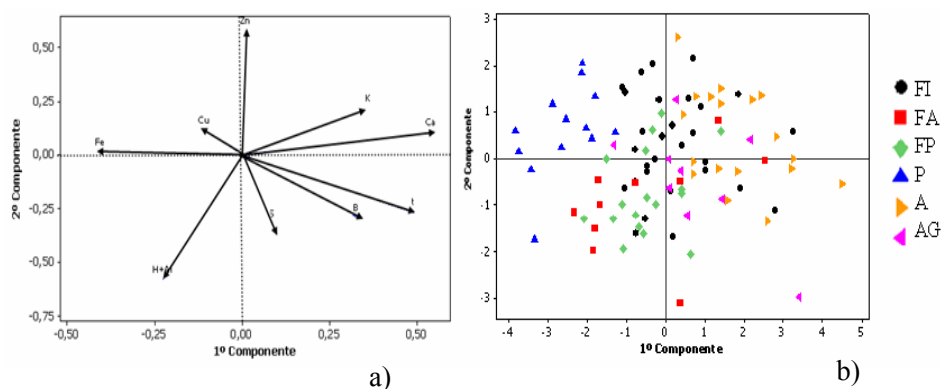 Zn
0,50
0,25
0,00
-0,25
-0,50
-0,75
K
Ca
Cu
Fe
S
B
t
-0,50
-0,25
0,00
0,25
0,50
1º Componente
2º Componente
a)
b)
3
2
1
0
-1
-2
-3
-4
-3
-2
-1
0
1
2
3
4
5
1º Componente
2º Componente
FI
FA
FP
P
A
AG